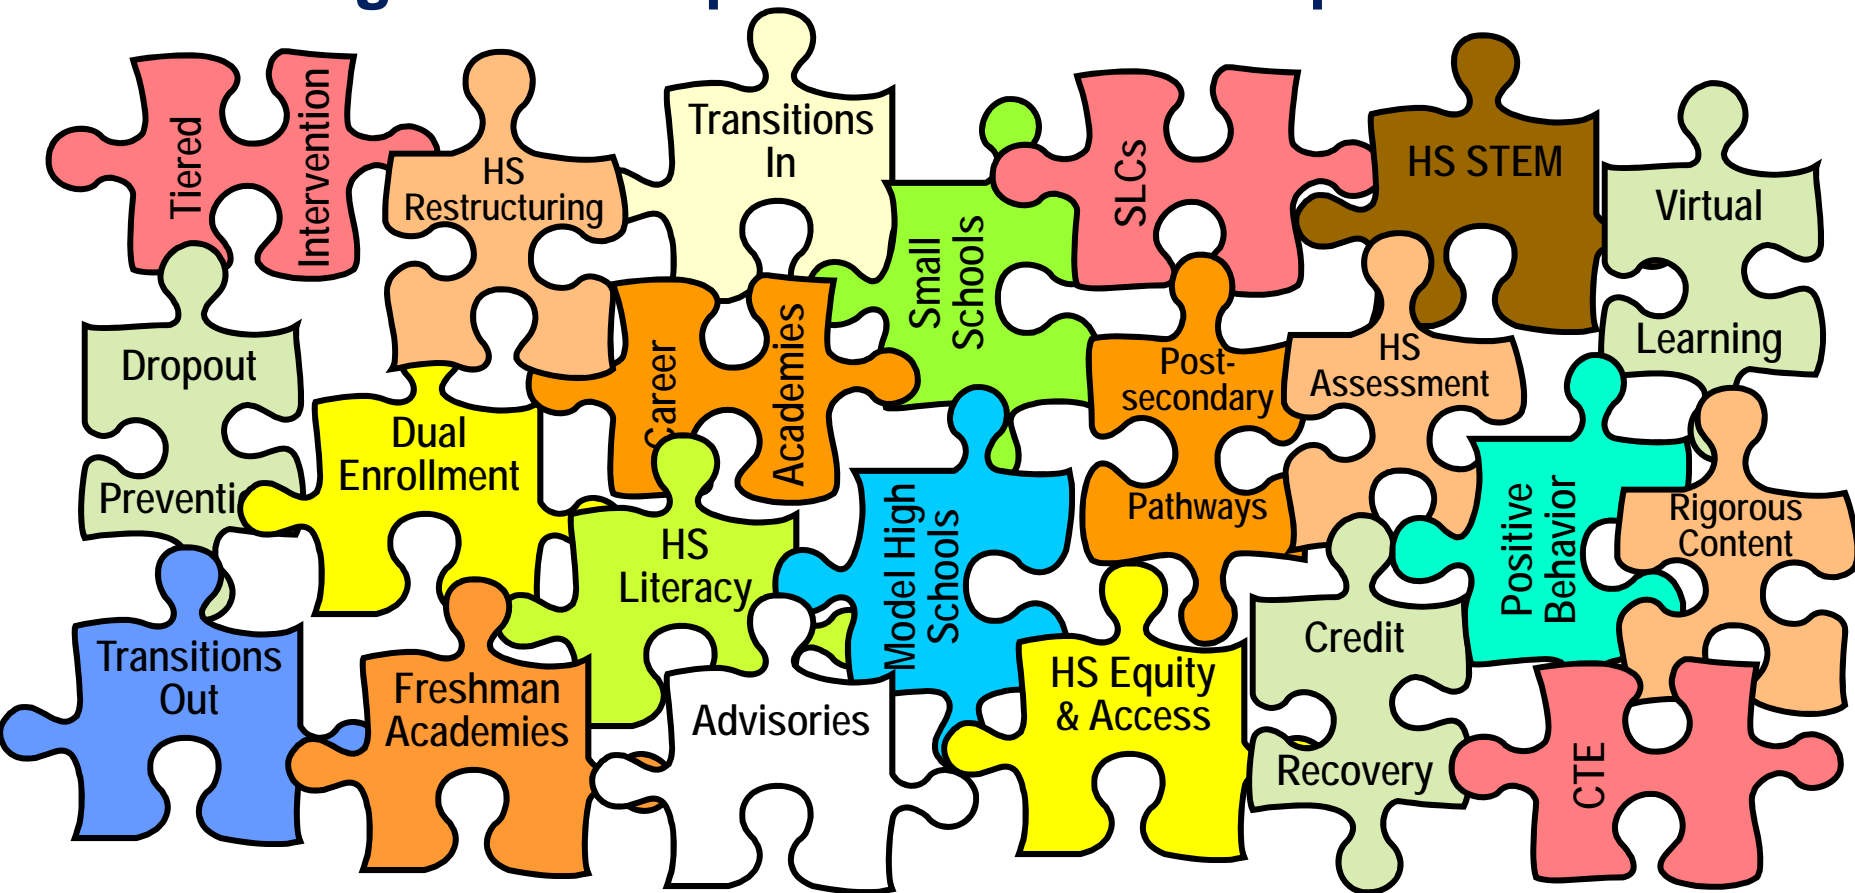 Tiered
Intervention
HS
Restructuring
Transitions
In
Small
Schools
SLCs
HS STEM
Virtual
Learning
Dropout
Preventi
Dual
Enrollment
Career
Academies
Post-
secondary
Pathways
HS
Assessment
Positive
Behavior
Rigorous
Content
HS
Literacy
Model High
Schools
Transitions
Out
Freshman
Academies
Advisories
HS Equity
& Access
Credit
Recovery
CTE